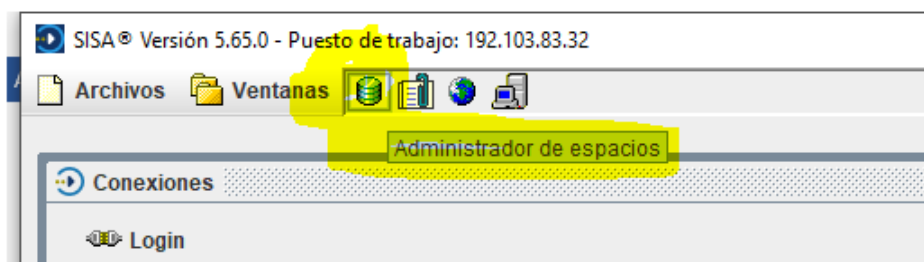 SISA® Versión 5.65.0 - Puesto de trabajo: 192.103.83.32
Archivos Ventanas
Administrador de espacios
Conexiones
Login